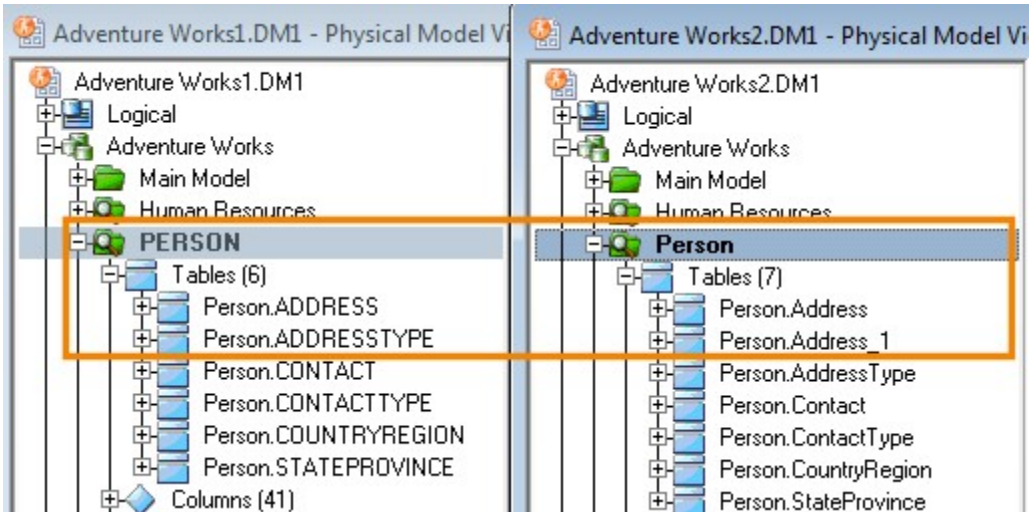 Adventure Works1.DM1 - Physical Model Vi
Adventure Works1.DM1
Logical
Adventure Works
Main Model
Human Resources
PERSON
Tables (6)
Person.ADDRESS
Person.ADDRESSTYPE
Person.CONTACT
Person.CONTACTTYPE
Person.COUNTRYREGION
Person.STATEPROVINCE
Columns (41)
Adventure Works2.DM1 - Physical Model Vi
Adventure Works2.DM1
Logical
Adventure Works
Main Model
Human Resources
Person
Tables (7)
Person.Address
Person.Address_1
Person.AddressType
Person.Contact
Person.ContactType
Person.CountryRegion
Person.StateProvince